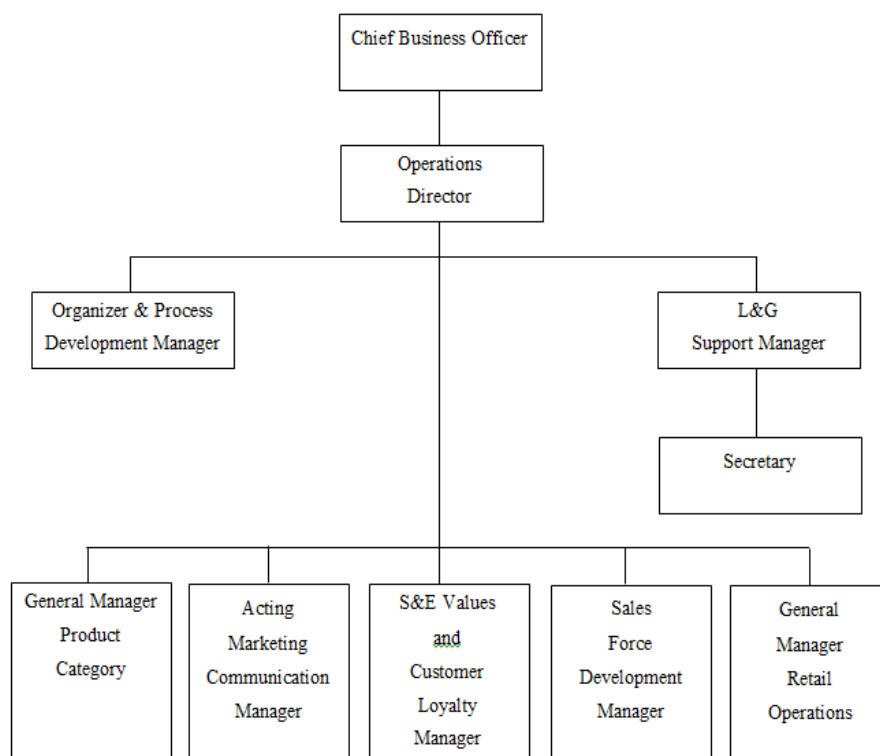 Chief Business Officer
Operations
Director
Organizer & Process
Development Manager
L&G
Support Manager
Secretary
General Manager
Product
Category
Acting
Marketing
Communication
Manager
S&E Values
and
Customer
Loyalty
Manager
Sales
Force
Development
Manager
General
Manager
Retail
Operations